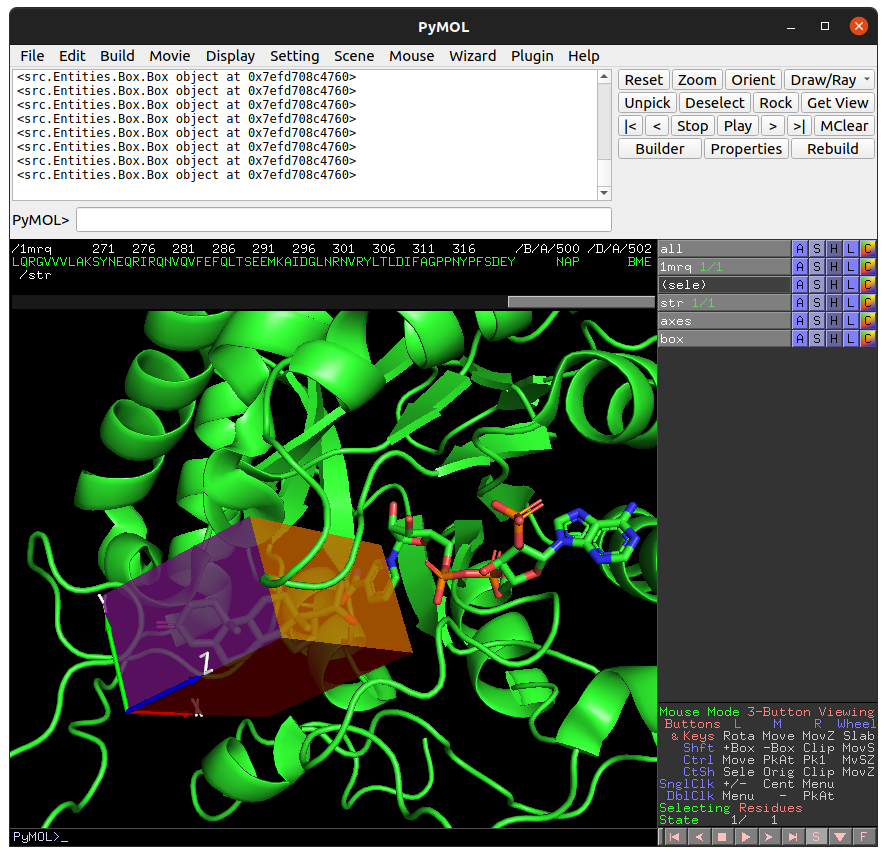 PyMOL
File Edit Build Movie Display Setting Scene Mouse Wizard Plugin Help
<src.Entities.Box.Box object at 0x7efd708c4760>
<src.Entities.Box.Box object at 0x7efd708c4760>
<src.Entities.Box.Box object at 0x7efd708c4760>
<src.Entities.Box.Box object at 0x7efd708c4760>
<src.Entities.Box.Box object at 0x7efd708c4760>
<src.Entities.Box.Box object at 0x7efd708c4760>
<src.Entities.Box.Box object at 0x7efd708c4760>
<src.Entities.Box.Box object at 0x7efd708c4760>
Reset Zoom Orient Draw/Ray
Unpick Deselect Rock Get View
|< < Stop Play > >| MClear
Builder Properties Rebuild
PyMOL>
/1mrq 271 276 281 286 291 296 301 306 311 316 /B/A/500 /D/A/502
LQRGVVVLAKSYNEQRIRQNVQVFEFQLTSEEMKAIDGLNRNVRYLTLDIFAGPPNYPFSDEY NAP BME
/str
all A S H L C
1mrq 1/1 A S H L C
(sele) A S H L C
str 1/1 A S H L C
axes A S H L C
box A S H L C
Y
Z
X
Mouse Mode 3-Button Viewing
Buttons L M R Wheel
& Keys Rota Move MovZ Slab
Shft +Box -Box Clip MovS
Ctrl Move PkAt Pk1 MvSZ
CtSh Sele Orig Clip MovZ
SnglClk +/- Cent Menu
DblClk Menu - PkAt
Selecting Residues
State 1/ 1
PyMOL>_
S F